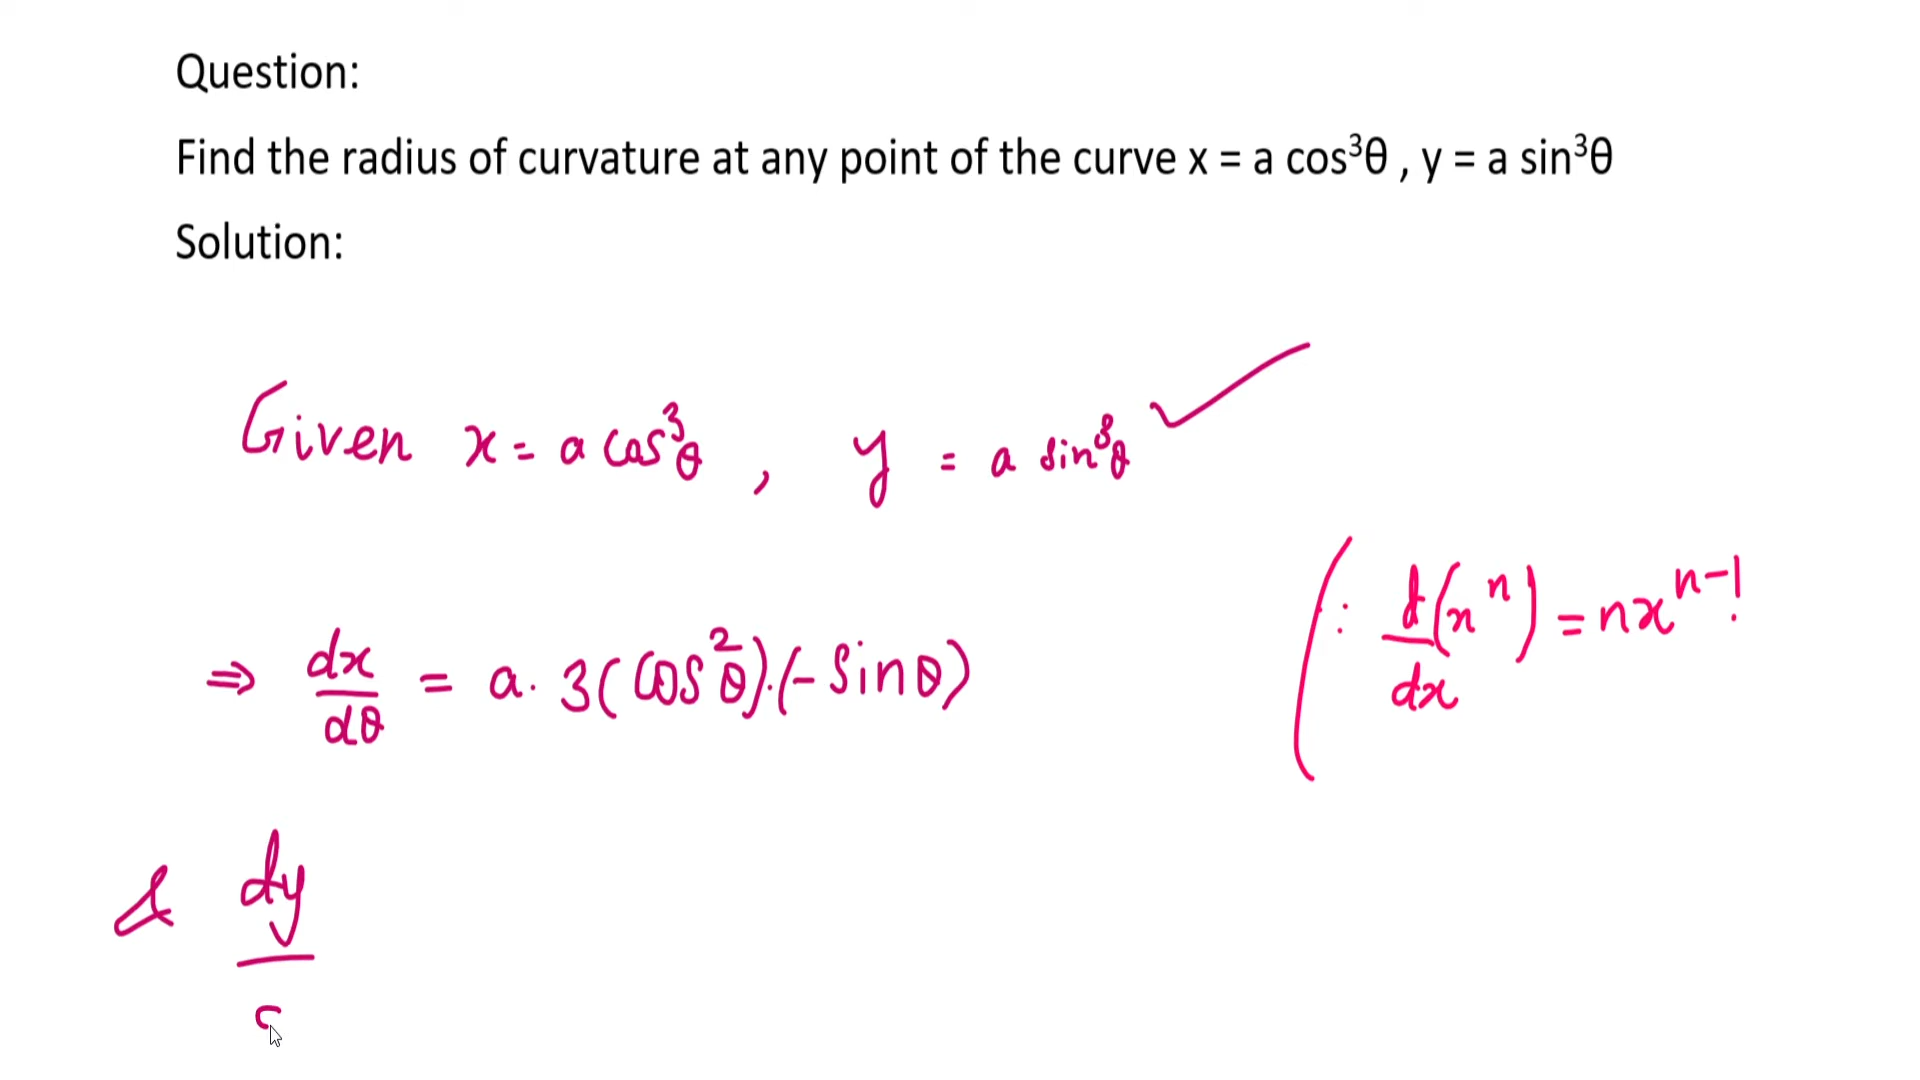 Question:
Find the radius of curvature at any point of the curve x = a cos³θ , y = a sin³θ
Solution:
Given x = a cos³θ , y = a sin³θ
(∵ d/dx (xⁿ) = nxⁿ⁻¹
⇒ dx/dθ = a. 3(cos²θ).(-sinθ)
& dy